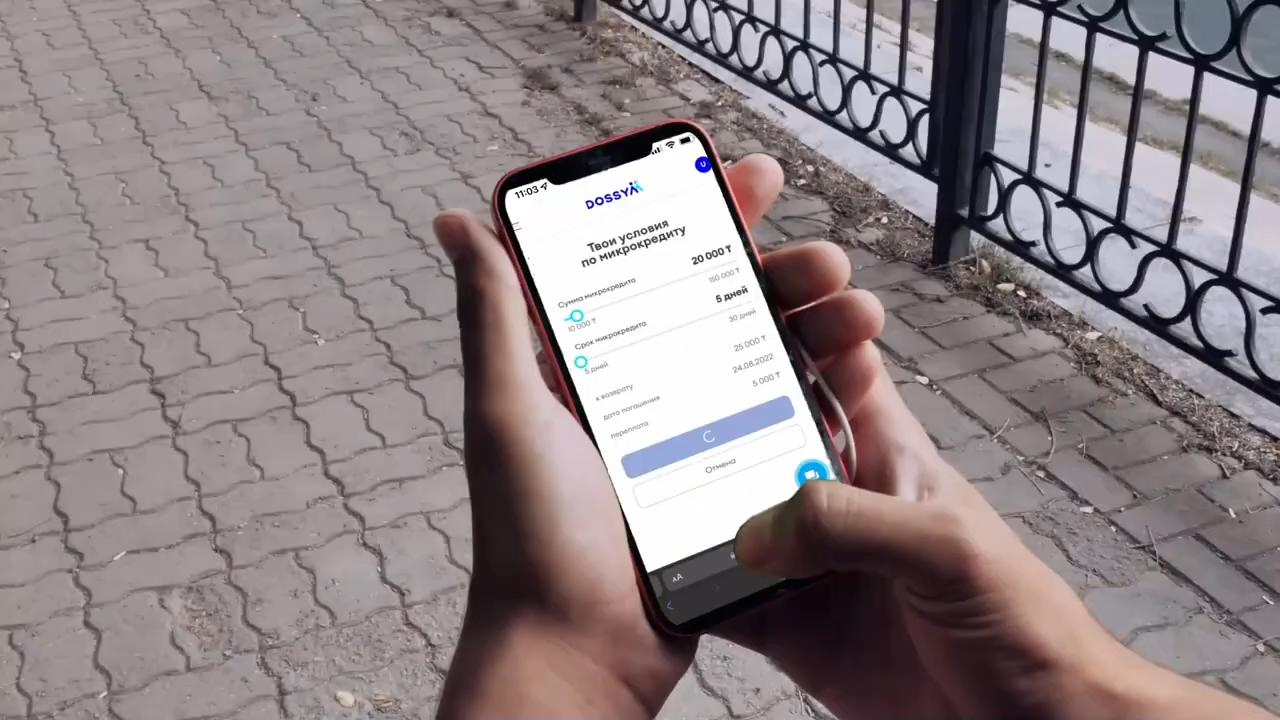 11:03
U
DOSSYM
Твои условия
по микрокредиту
Сумма микрокредита 20 000 ₸
10 000 ₸ 150 000 ₸
Срок микрокредита 5 дней
5 дней 30 дней
к возврату 25 000 ₸
дата погашения 24.08.2022
переплата 5 000 ₸
Отмена
AA